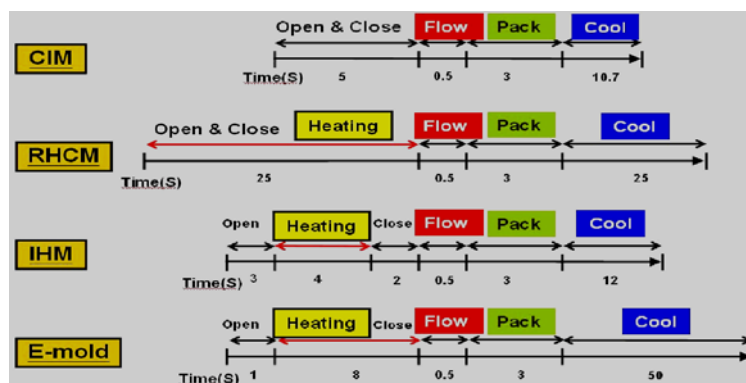 Open & Close Flow Pack Cool
CIM
Time(S) 5 0.5 3 10.7
Open & Close Heating Flow Pack Cool
RHCM
Time(S) 25 0.5 3 25
Open Heating Close Flow Pack Cool
IHM
Time(S) 3 4 2 0.5 3 12
Open Heating Close Flow Pack Cool
E-mold
Time(S) 1 8 0.5 3 50